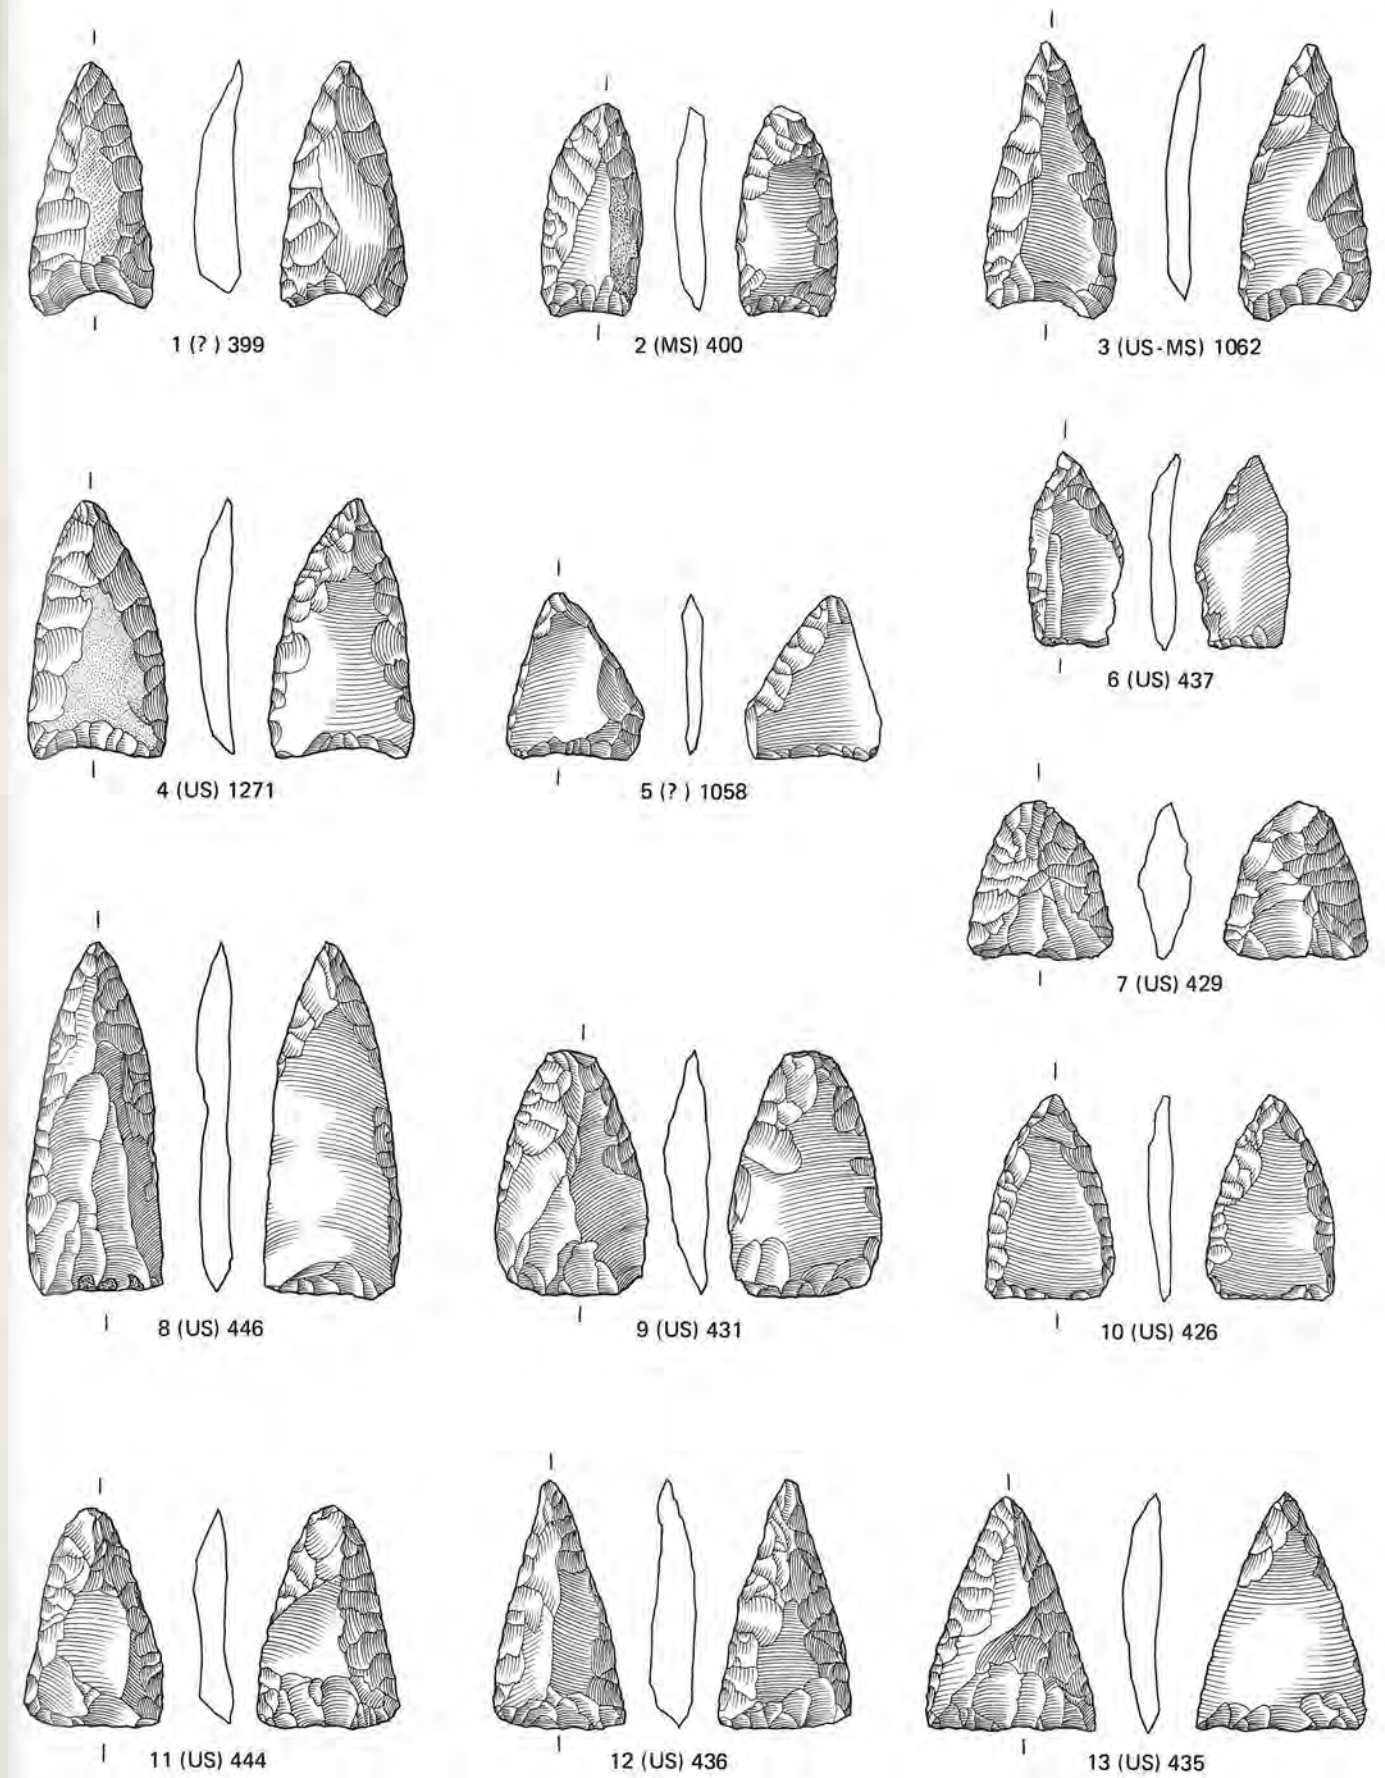 1 (? ) 399
2 (MS) 400
3 (US-MS) 1062
4 (US) 1271
5 (? ) 1058
6 (US) 437
7 (US) 429
8 (US) 446
9 (US) 431
10 (US) 426
11 (US) 444
12 (US) 436
13 (US) 435